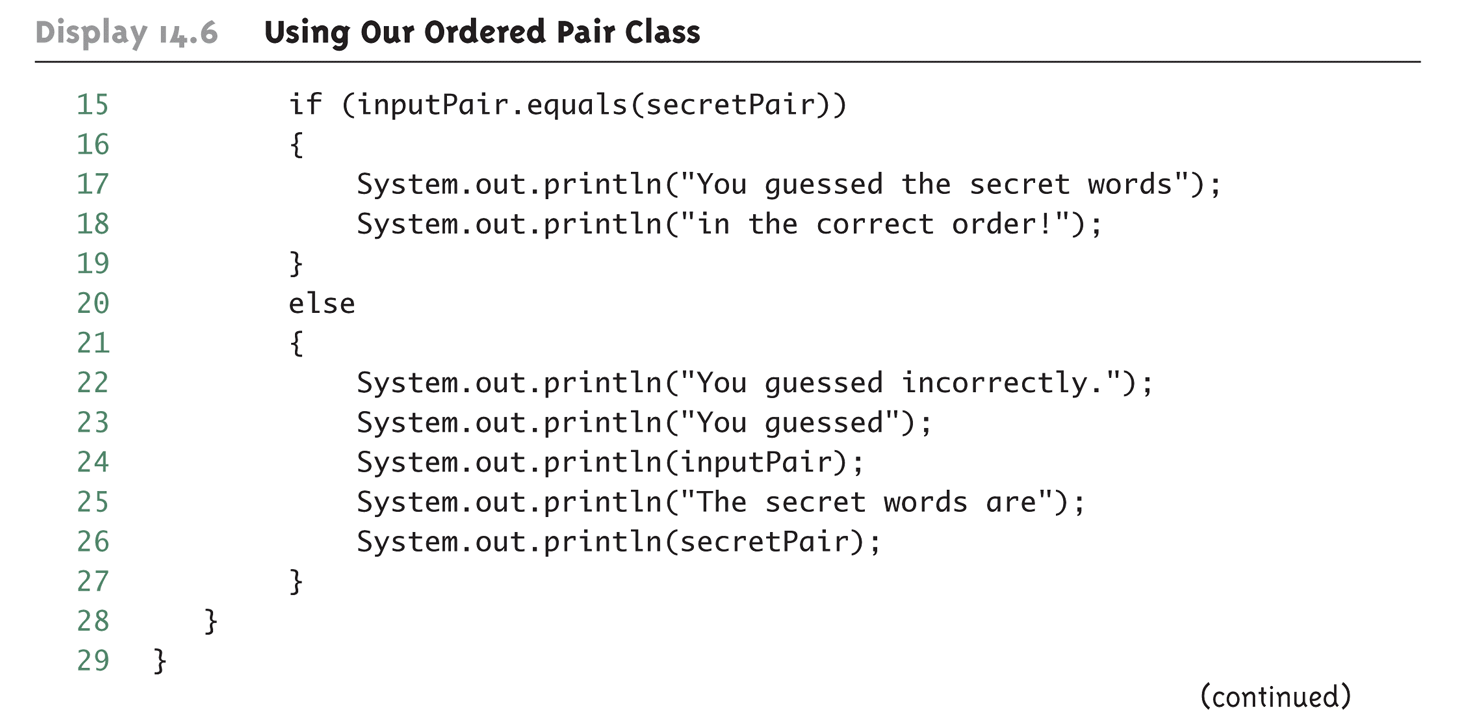 Display 14.6 Using Our Ordered Pair Class
15 if (inputPair.equals(secretPair))
16 {
17 System.out.println("You guessed the secret words");
18 System.out.println("in the correct order!");
19 }
20 else
21 {
22 System.out.println("You guessed incorrectly.");
23 System.out.println("You guessed");
24 System.out.println(inputPair);
25 System.out.println("The secret words are");
26 System.out.println(secretPair);
27 }
28 }
29 }
(continued)